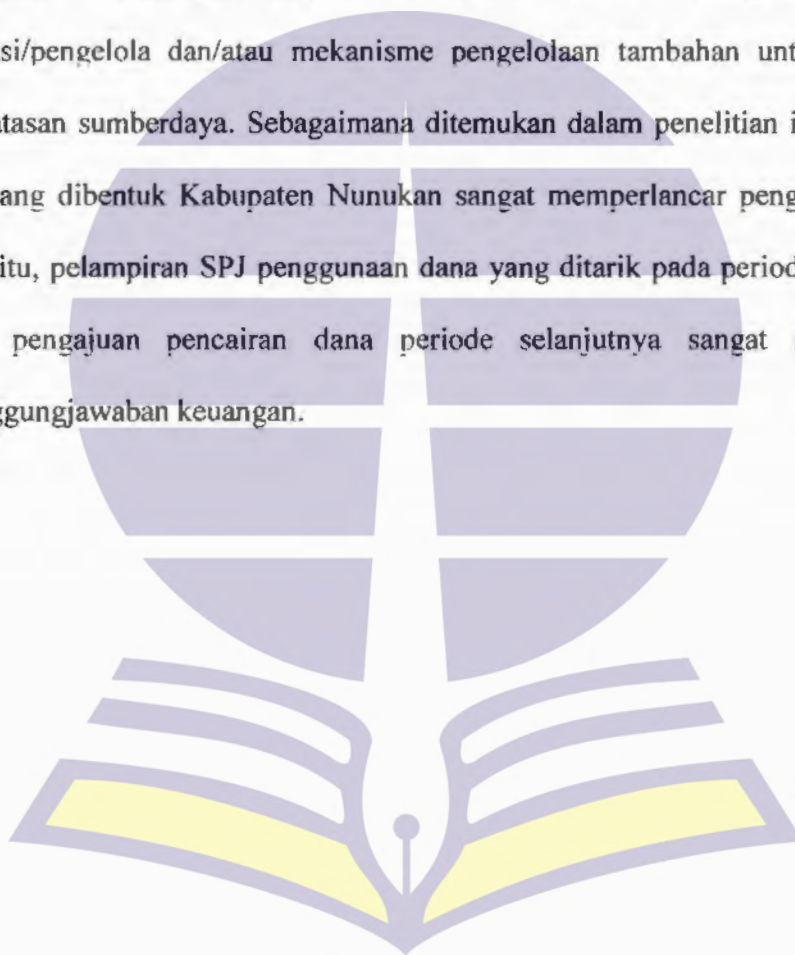 si/pengelola dan/atau mekanisme pengelolaan tambahan unt
atasan sumberdaya. Sebagaimana ditemukan dalam penelitian i
ang dibentuk Kabupaten Nunukan sangat memperlancar peng
itu, pelampiran SPJ penggunaan dana yang ditarik pada period
pengajuan pencairan dana periode selanjutnya sangat
ggungjawaban keuangan.